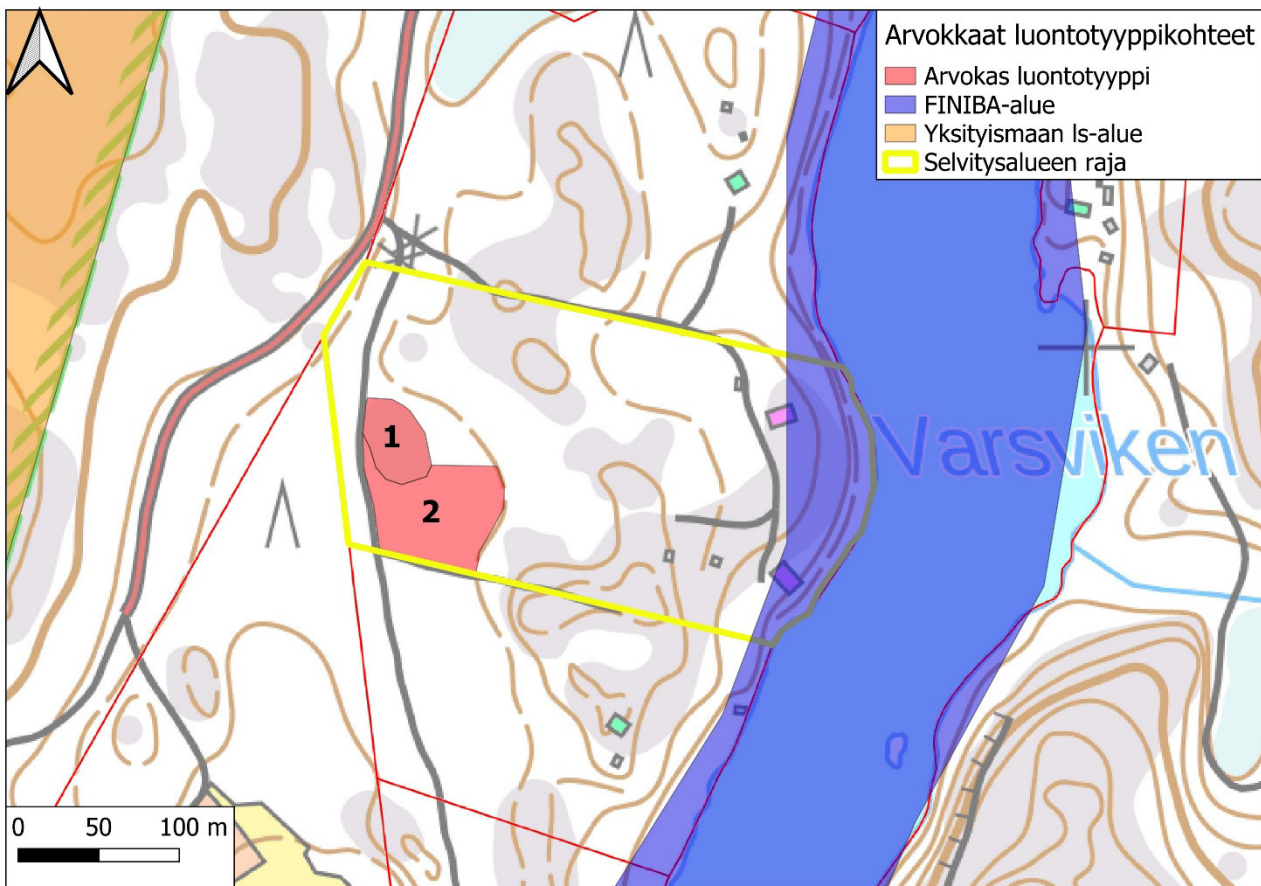 Arvokkaat luontotyyppikohteet
Arvokas luontotyyppi
FINIBA-alue
Yksityismaan ls-alue
Selvitysalueen raja
1
Varsviken
2
0 50 100 m